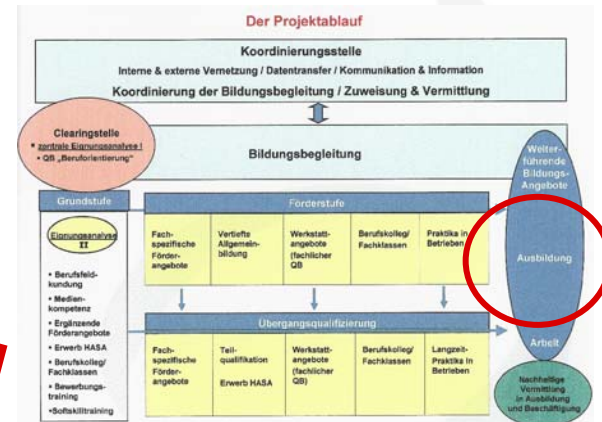 Der Projektablauf
Koordinierungsstelle
Interne & externe Vernetzung / Datentransfer / Kommunikation & Information
Koordinierung der Bildungsbegleitung / Zuweisung & Vermittlung
Clearingstelle
▪ zentrale Eignungsanalyse I
• QB „Beruforientierung"
Bildungsbegleitung
Weiter-
führende
Bildungs-
Angebote
Ausbildung
Arbeit
Nachhaltige
Vermittlung
in Ausbildung
und Beschäftigung
Grundstufe
Eignungsanalyse
II
• Berufsfeld-
kundung
• Medien-
kompetenz
• Ergänzende
Förderangebote
• Erwerb HASA
• Berufskolleg/
Fachklassen
• Bewerbungs-
training
•Softskilltraining
Förderstufe
Fach-
spezifische
Förder-
angebote
Vertiefte
Allgemein-
bildung
Werkstatt-
angebote
(fachlicher
QB
Berufskolleg/
Fachklassen
Praktika in
Betrieben
Übergangsqualifizierung
Fach-
spezifische
Förder-
angebote
Teil-
qualifikation
Erwerb HASA
Werkstatt-
angebote
(fachlicher
QB)
Berufskolleg/
Fachklassen
Langzeit-
Praktika in
Betrieben